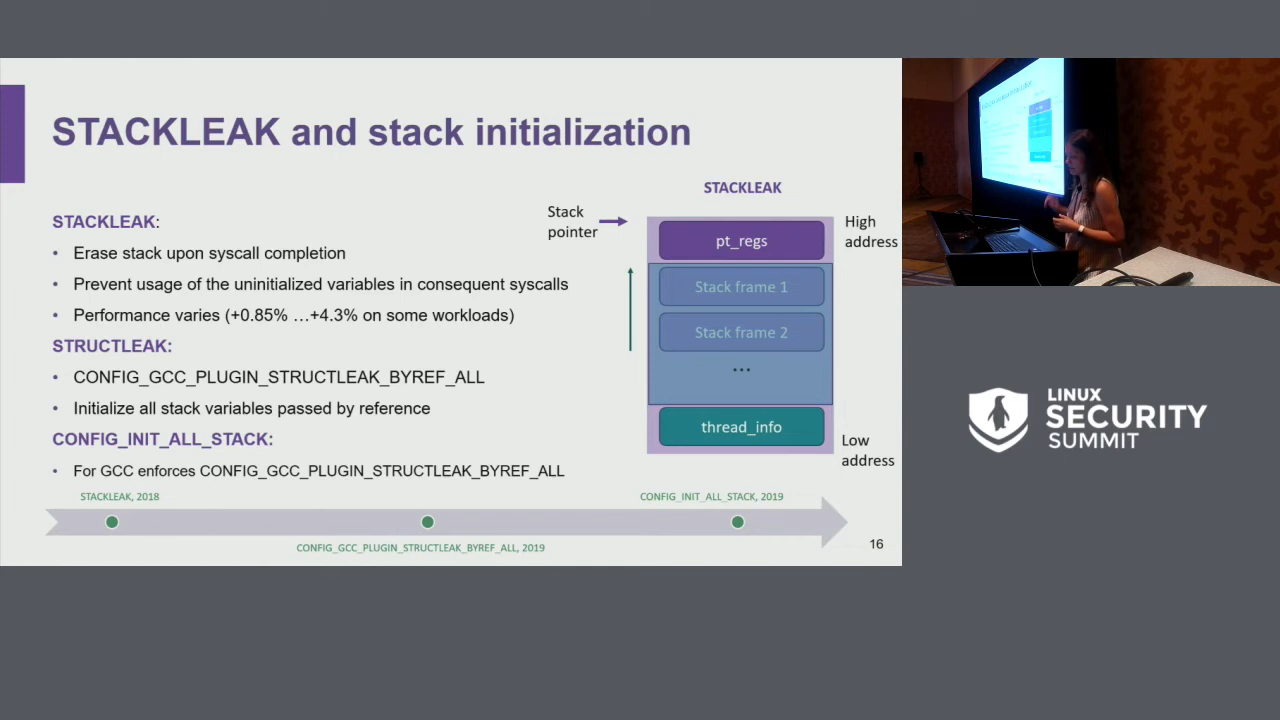 STACKLEAK and stack initialization
STACKLEAK:
• Erase stack upon syscall completion
• Prevent usage of the uninitialized variables in consequent syscalls
• Performance varies (+0.85% …+4.3% on some workloads)
STRUCTLEAK:
• CONFIG_GCC_PLUGIN_STRUCTLEAK_BYREF_ALL
• Initialize all stack variables passed by reference
CONFIG_INIT_ALL_STACK:
• For GCC enforces CONFIG_GCC_PLUGIN_STRUCTLEAK_BYREF_ALL
STACKLEAK
Stack
pointer
pt_regs
Stack frame 1
Stack frame 2
…
thread_info
High
address
Low
address
STACKLEAK, 2018
CONFIG_GCC_PLUGIN_STRUCTLEAK_BYREF_ALL, 2019
CONFIG_INIT_ALL_STACK, 2019
16
LINUX
SECURITY
SUMMIT